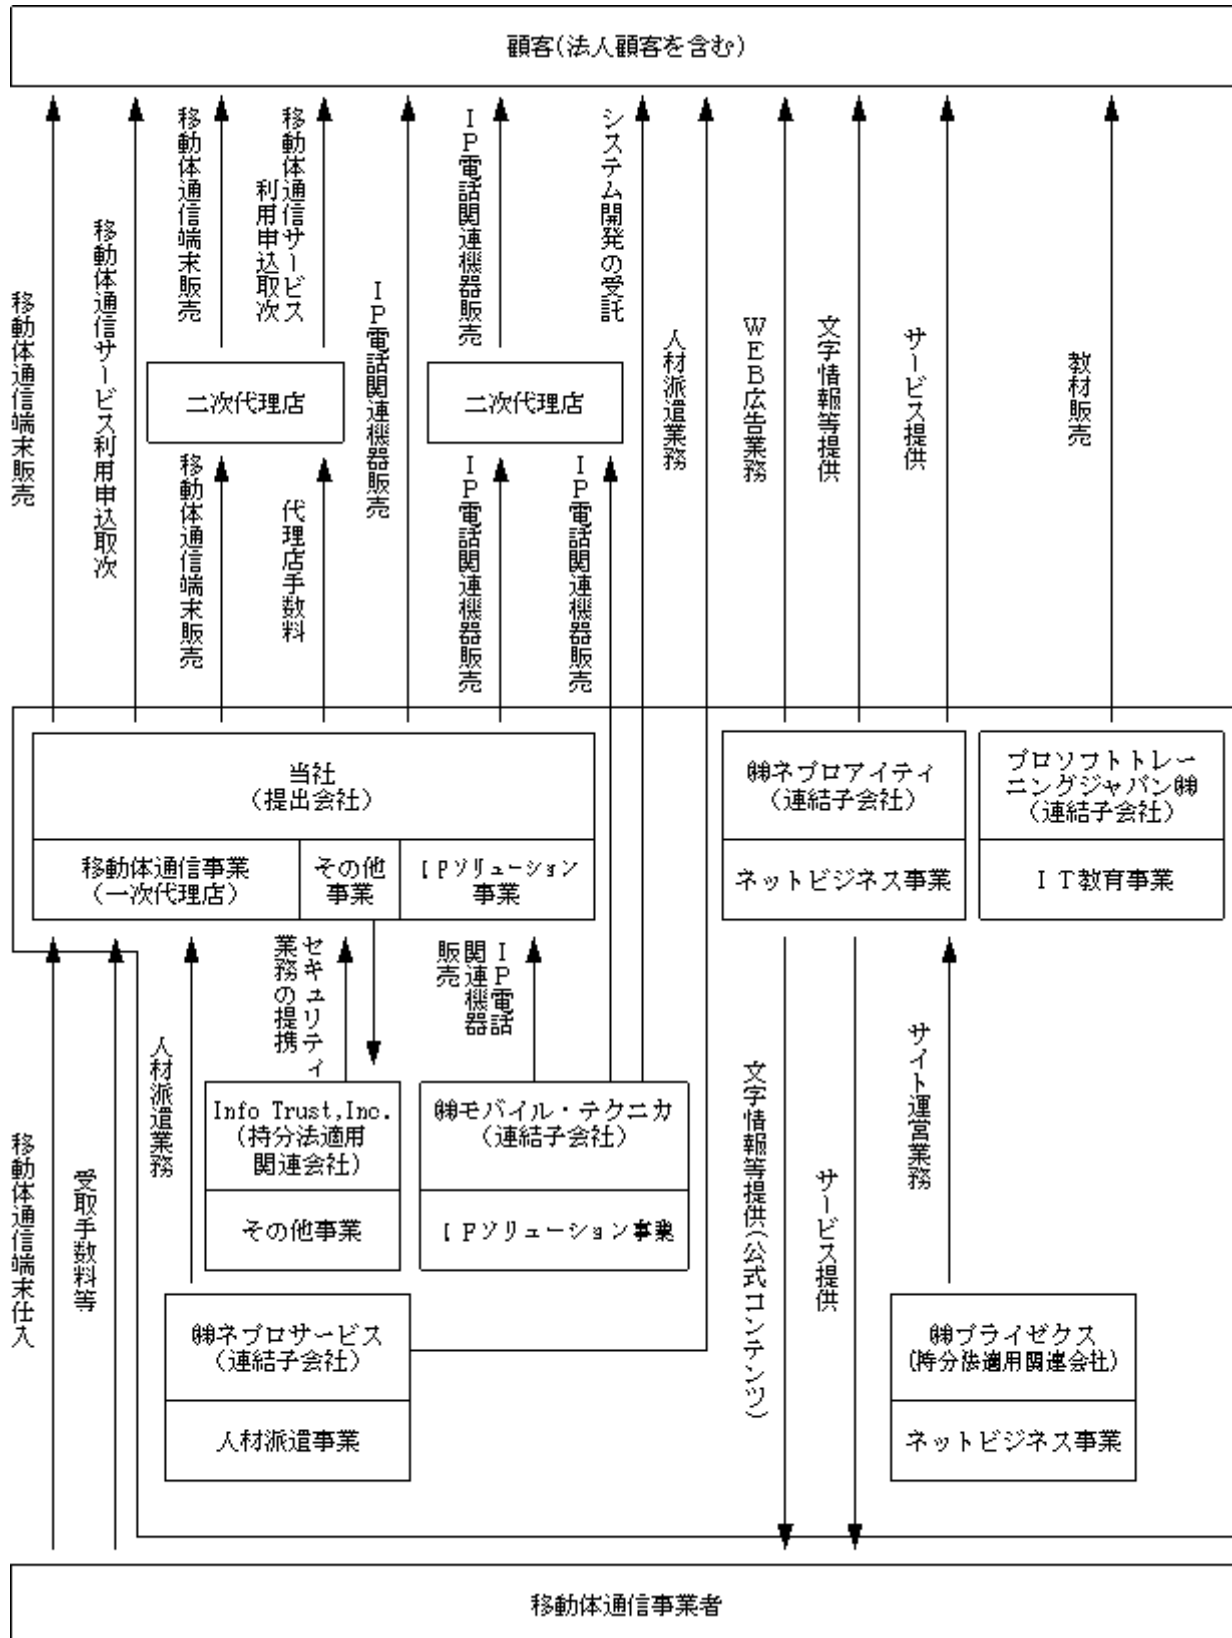 顧客(法人顧客を含む)
移動体通信端末販売
移動体通信サービス利用申込取次
移動体通信端末販売
移動体通信サービス
利用申込取次
IP電話関連機器販売
IP電話関連機器販売
システム開発の受託
人材派遣業務
WEB広告業務
文字情報等提供
サービス提供
教材販売
二次代理店
二次代理店
移動体通信端末販売
代理店手数料
IP電話関連機器販売
IP電話関連機器販売
当社
(提出会社)
移動体通信事業
(一次代理店)
その他
事業
IPソリューション
事業
㈱ネプロアイティ
(連結子会社)
ネットビジネス事業
プロソフトトレー
ニングジャパン㈱
(連結子会社)
IT教育事業
移動体通信端末仕入
受取手数料等
人材派遣業務
セキュリティ
業務の提携
IP電話
関連機器
販売
文字情報等提供(公式コンテンツ)
サービス提供
サイト運営業務
Info Trust,Inc.
(持分法適用
関連会社)
その他事業
㈱モバイル・テクニカ
(連結子会社)
IPソリューション事業
㈱ネプロサービス
(連結子会社)
人材派遣事業
㈱プライゼクス
(持分法適用関連会社)
ネットビジネス事業
移動体通信事業者